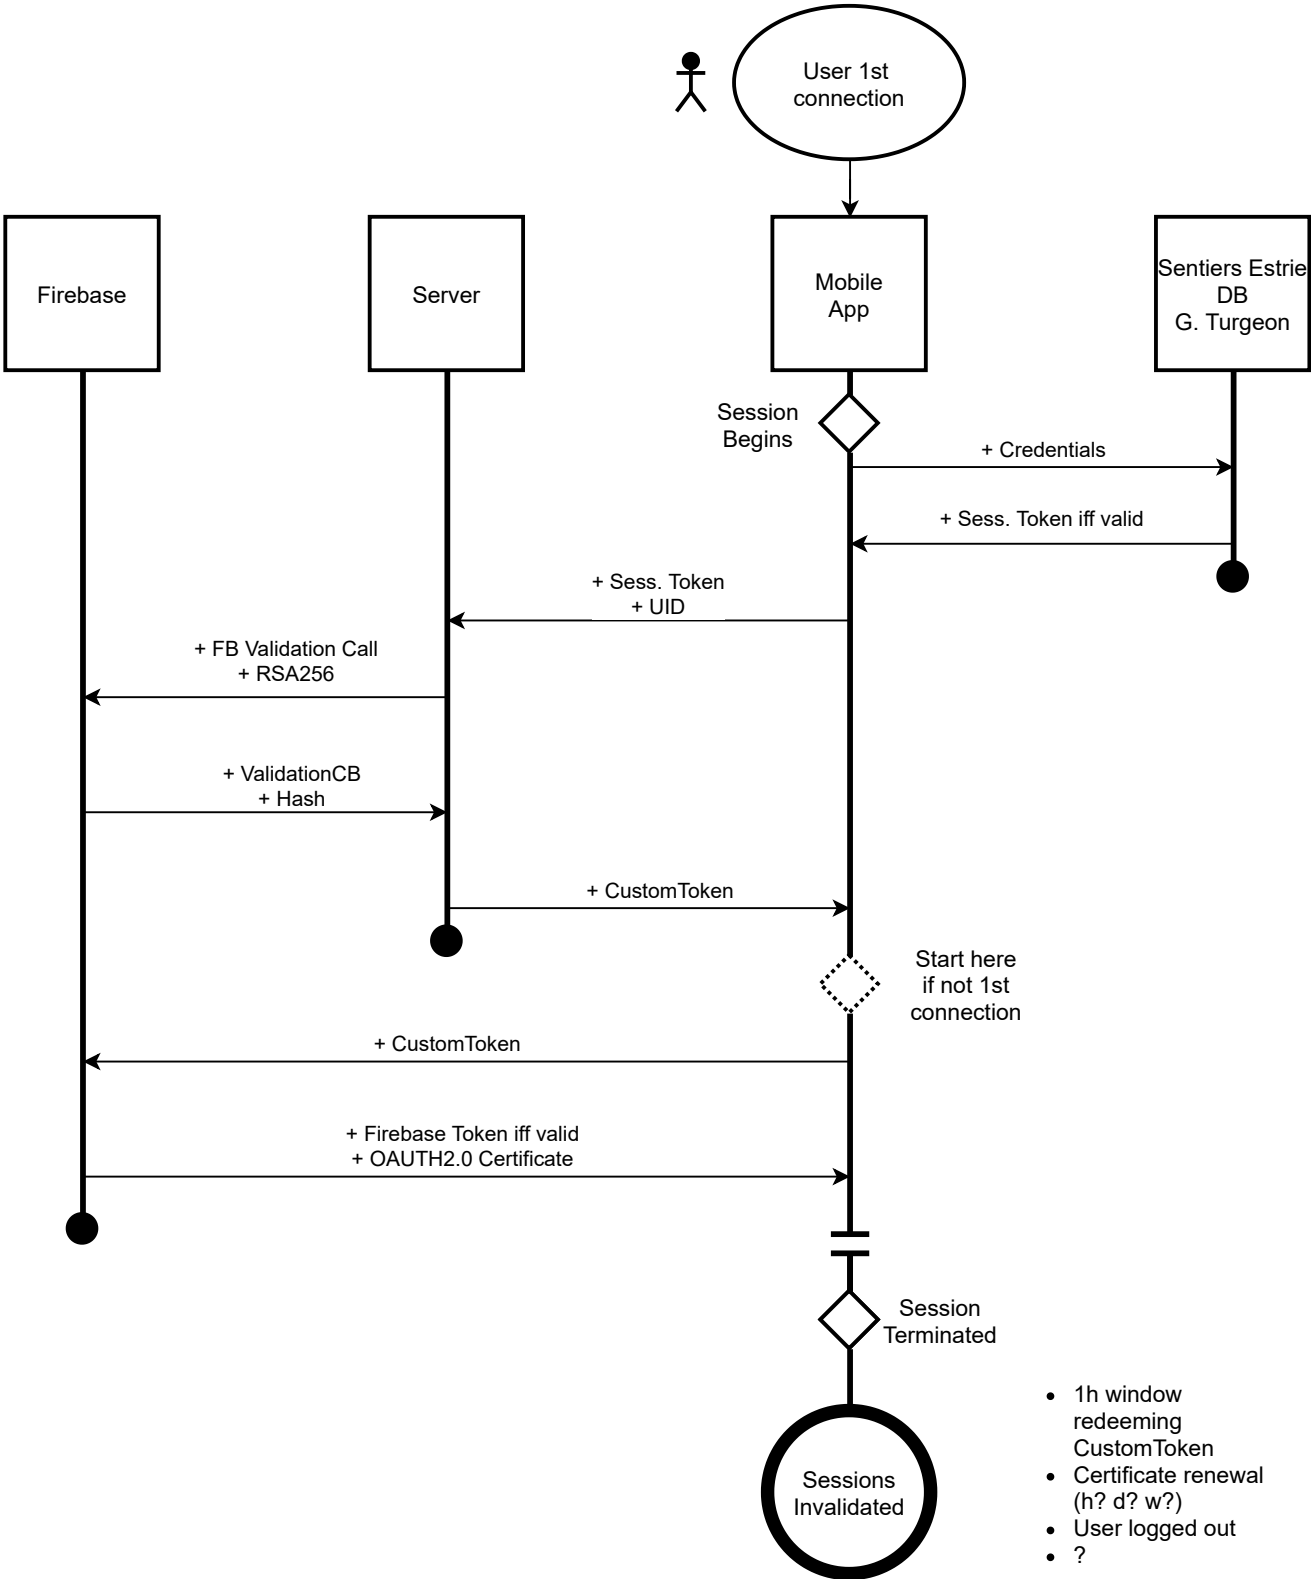 User 1st
connection
Firebase
Server
Mobile
App
Sentiers Estrie
DB
G. Turgeon
Session
Begins
+ Credentials
+ Sess. Token iff valid
+ Sess. Token
+ UID
+ FB Validation Call
+ RSA256
+ ValidationCB
+ Hash
+ CustomToken
Start here
if not 1st
connection
+ CustomToken
+ Firebase Token iff valid
+ OAUTH2.0 Certificate
Session
Terminated
Sessions
Invalidated
• 1h window
redeeming
CustomToken
• Certificate renewal
(h? d? w?)
• User logged out
• ?